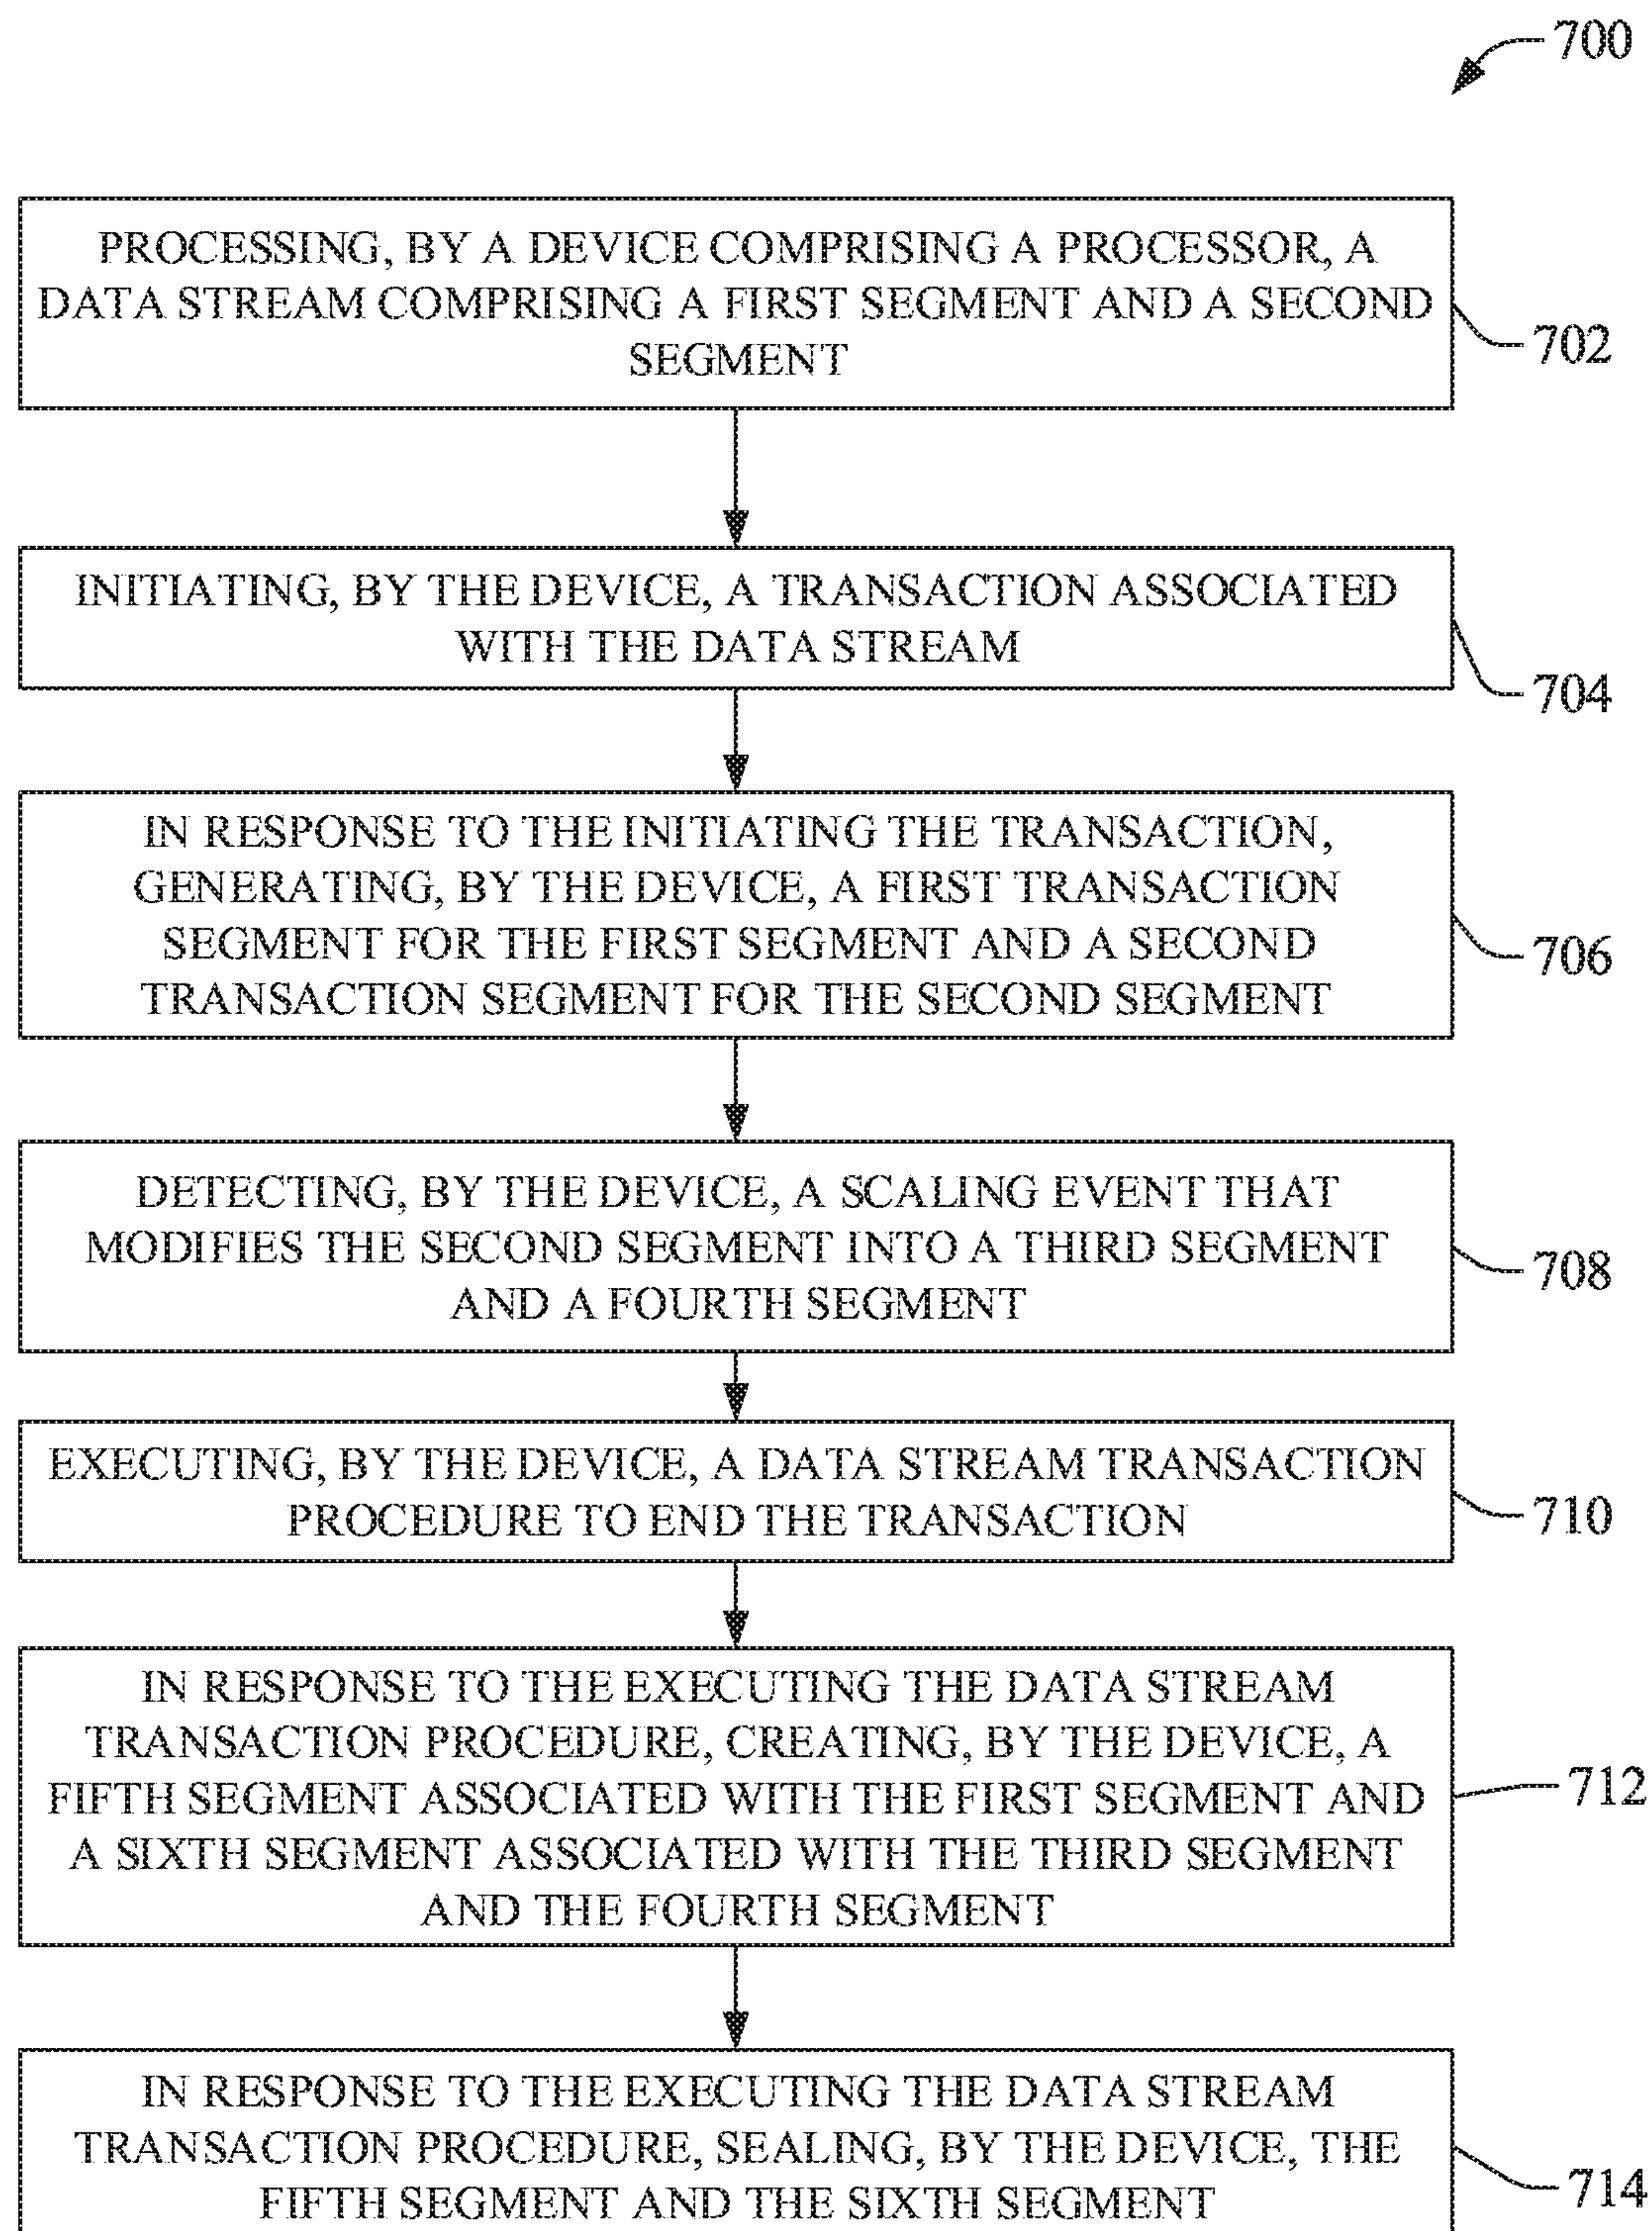 700
PROCESSING, BY A DEVICE COMPRISING A PROCESSOR, A
DATA STREAM COMPRISING A FIRST SEGMENT AND A SECOND
SEGMENT
702
INITIATING, BY THE DEVICE, A TRANSACTION ASSOCIATED
WITH THE DATA STREAM
704
IN RESPONSE TO THE INITIATING THE TRANSACTION,
GENERATING, BY THE DEVICE, A FIRST TRANSACTION
SEGMENT FOR THE FIRST SEGMENT AND A SECOND
TRANSACTION SEGMENT FOR THE SECOND SEGMENT
706
DETECTING, BY THE DEVICE, A SCALING EVENT THAT
MODIFIES THE SECOND SEGMENT INTO A THIRD SEGMENT
AND A FOURTH SEGMENT
708
EXECUTING, BY THE DEVICE, A DATA STREAM TRANSACTION
PROCEDURE TO END THE TRANSACTION
710
IN RESPONSE TO THE EXECUTING THE DATA STREAM
TRANSACTION PROCEDURE, CREATING, BY THE DEVICE, A
FIFTH SEGMENT ASSOCIATED WITH THE FIRST SEGMENT AND
A SIXTH SEGMENT ASSOCIATED WITH THE THIRD SEGMENT
AND THE FOURTH SEGMENT
712
IN RESPONSE TO THE EXECUTING THE DATA STREAM
TRANSACTION PROCEDURE, SEALING, BY THE DEVICE, THE
FIFTH SEGMENT AND THE SIXTH SEGMENT
714